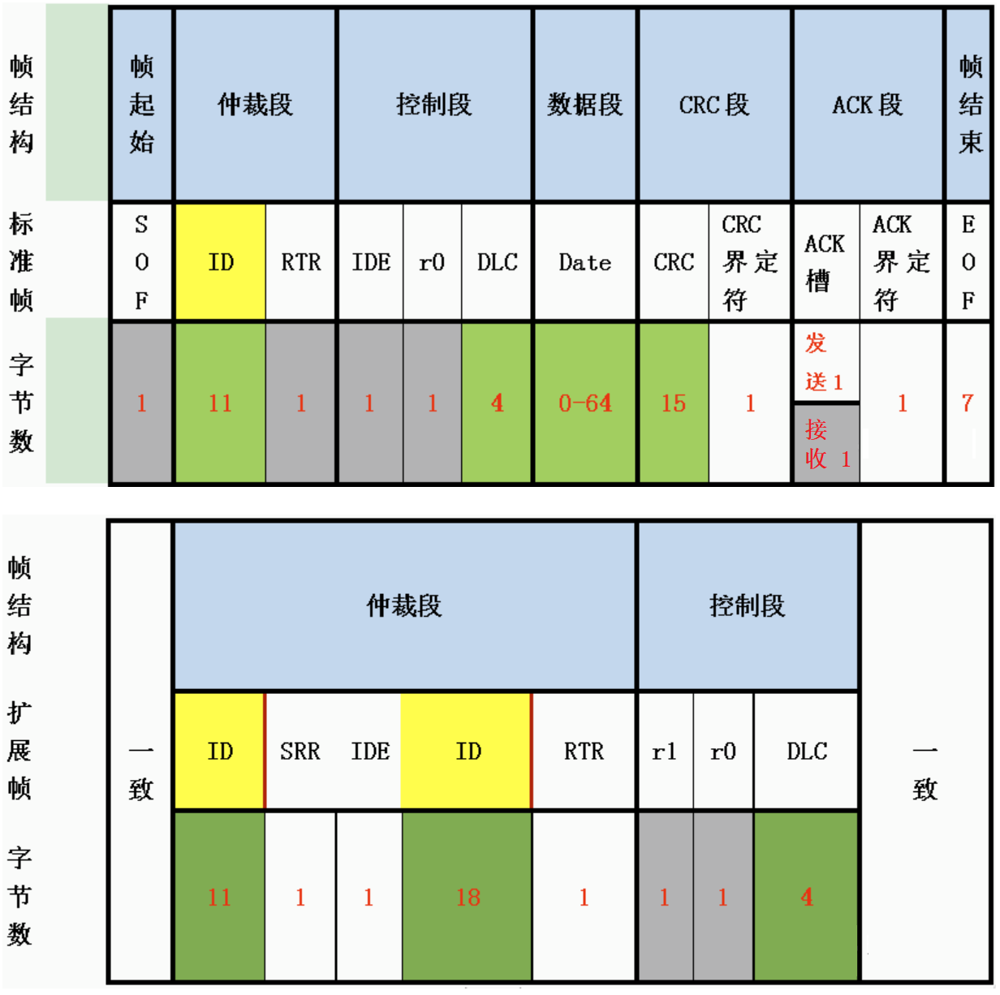 帧结构 帧起始 仲裁段 控制段 数据段 CRC段 ACK段 帧结束
标准帧 SOF ID RTR IDE r0 DLC Date CRC CRC界定符 ACK槽 ACK界定符 EOF
字节数 1 11 1 1 1 4 0-64 15 1 发送1 接收1 1 7
帧结构 仲裁段 控制段
扩展帧 一致 ID SRR IDE ID RTR r1 r0 DLC 一致
字节数 11 1 1 18 1 1 1 4